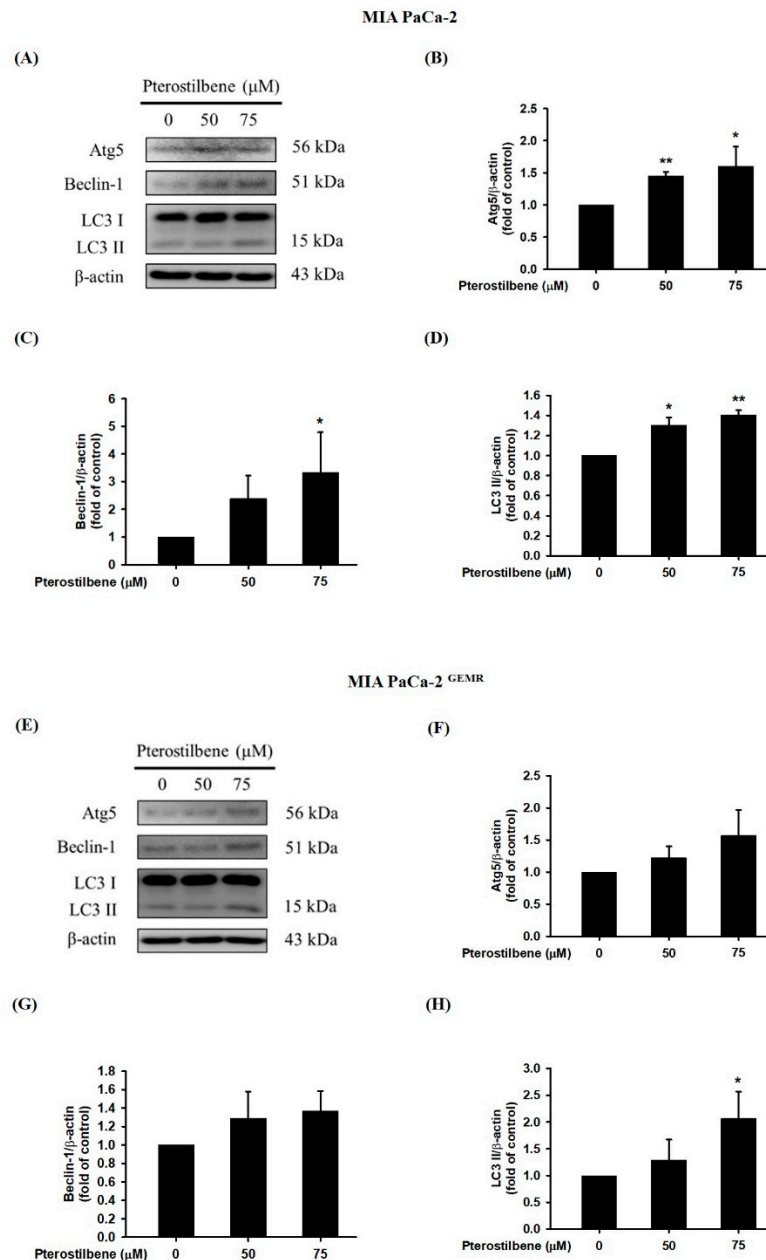 MIA PaCa-2
(A)
Pterostilbene (μM)
0 50 75
Atg5 56 kDa
Beclin-1 51 kDa
LC3 I
LC3 II 15 kDa
β-actin 43 kDa
(B)
Atg5/β-actin
(fold of control)
2.5
2.0
1.5
1.0
0.5
0.0
** *
Pterostilbene (μM) 0 50 75
(C)
Beclin-1/β-actin
(fold of control)
6
5
4
3
2
1
0
*
Pterostilbene (μM) 0 50 75
(D)
LC3 II/β-actin
(fold of control)
1.6
1.4
1.2
1.0
0.8
0.6
0.4
0.2
0.0
* **
Pterostilbene (μM) 0 50 75
MIA PaCa-2 GEMR
(E)
Pterostilbene (μM)
0 50 75
Atg5 56 kDa
Beclin-1 51 kDa
LC3 I
LC3 II 15 kDa
β-actin 43 kDa
(F)
Atg5/β-actin
(fold of control)
2.5
2.0
1.5
1.0
0.5
0.0
Pterostilbene (μM) 0 50 75
(G)
Beclin-1/β-actin
(fold of control)
1.8
1.6
1.4
1.2
1.0
0.8
0.6
0.4
0.2
0.0
Pterostilbene (μM) 0 50 75
(H)
LC3 II/β-actin
(fold of control)
3.0
2.5
2.0
1.5
1.0
0.5
0.0
*
Pterostilbene (μM) 0 50 75